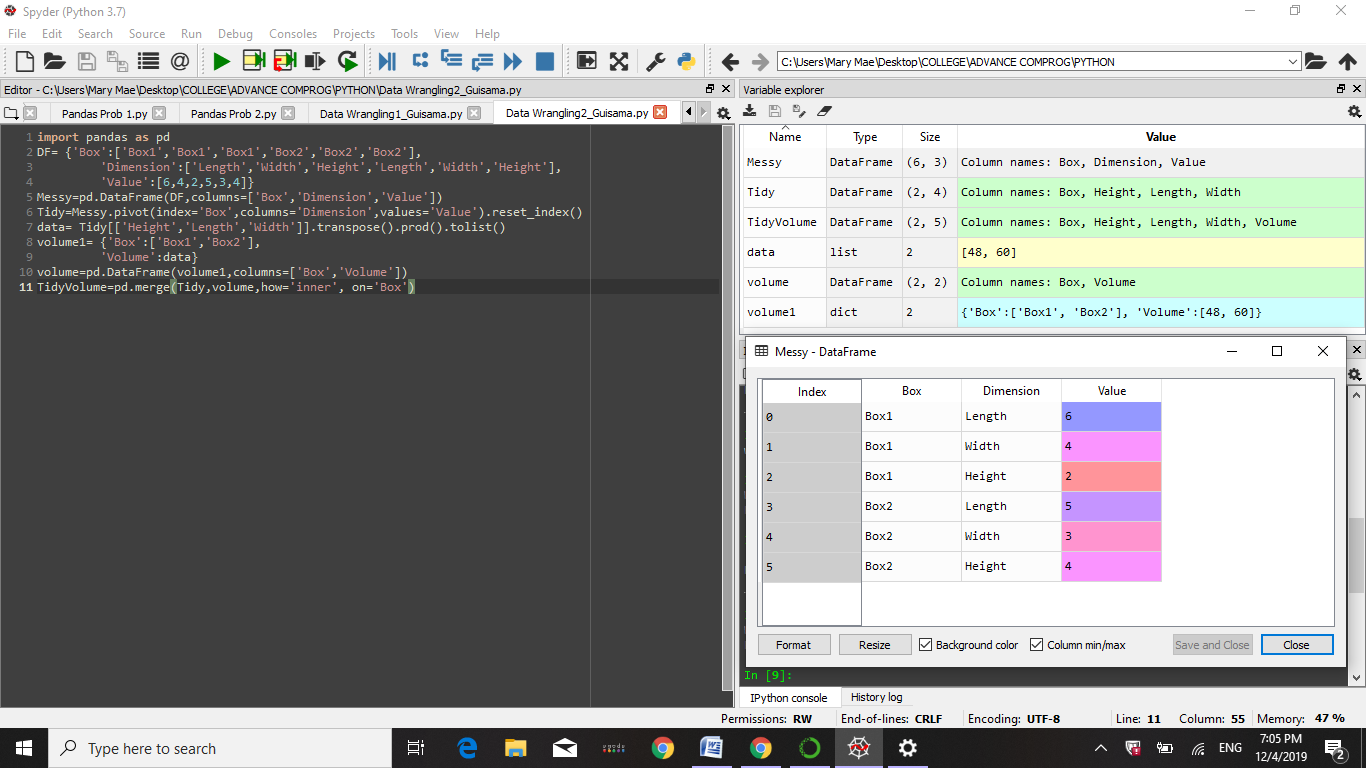 Spyder (Python 3.7)
File Edit Search Source Run Debug Consoles Projects Tools View Help
C:\Users\Mary Mae\Desktop\COLLEGE\ADVANCE COMPROG\PYTHON
Editor - C:\Users\Mary Mae\Desktop\COLLEGE\ADVANCE COMPROG\PYTHON\Data Wrangling2_Guisama.py
Pandas Prob 1.py Pandas Prob 2.py Data Wrangling1_Guisama.py Data Wrangling2_Guisama.py
1 import pandas as pd
2 DF= {'Box':['Box1','Box1','Box1','Box2','Box2','Box2'],
3 'Dimension':['Length','Width','Height','Length','Width','Height'],
4 'Value':[6,4,2,5,3,4]}
5 Messy=pd.DataFrame(DF,columns=['Box','Dimension','Value'])
6 Tidy=Messy.pivot(index='Box',columns='Dimension',values='Value').reset_index()
7 data= Tidy[['Height','Length','Width']].transpose().prod().tolist()
8 volume1= {'Box':['Box1','Box2'],
9 'Volume':data}
10 volume=pd.DataFrame(volume1,columns=['Box','Volume'])
11 TidyVolume=pd.merge(Tidy,volume,how='inner', on='Box')
Variable explorer
Name Type Size Value
Messy DataFrame (6, 3) Column names: Box, Dimension, Value
Tidy DataFrame (2, 4) Column names: Box, Height, Length, Width
TidyVolume DataFrame (2, 5) Column names: Box, Height, Length, Width, Volume
data list 2 [48, 60]
volume DataFrame (2, 2) Column names: Box, Volume
volume1 dict 2 {'Box':['Box1', 'Box2'], 'Volume':[48, 60]}
Messy - DataFrame
Index Box Dimension Value
0 Box1 Length 6
1 Box1 Width 4
2 Box1 Height 2
3 Box2 Length 5
4 Box2 Width 3
5 Box2 Height 4
Format Resize Background color Column min/max Save and Close Close
In [9]:
IPython console History log
Permissions: RW End-of-lines: CRLF Encoding: UTF-8 Line: 11 Column: 55 Memory: 47 %
Type here to search
ENG
7:05 PM
12/4/2019
2